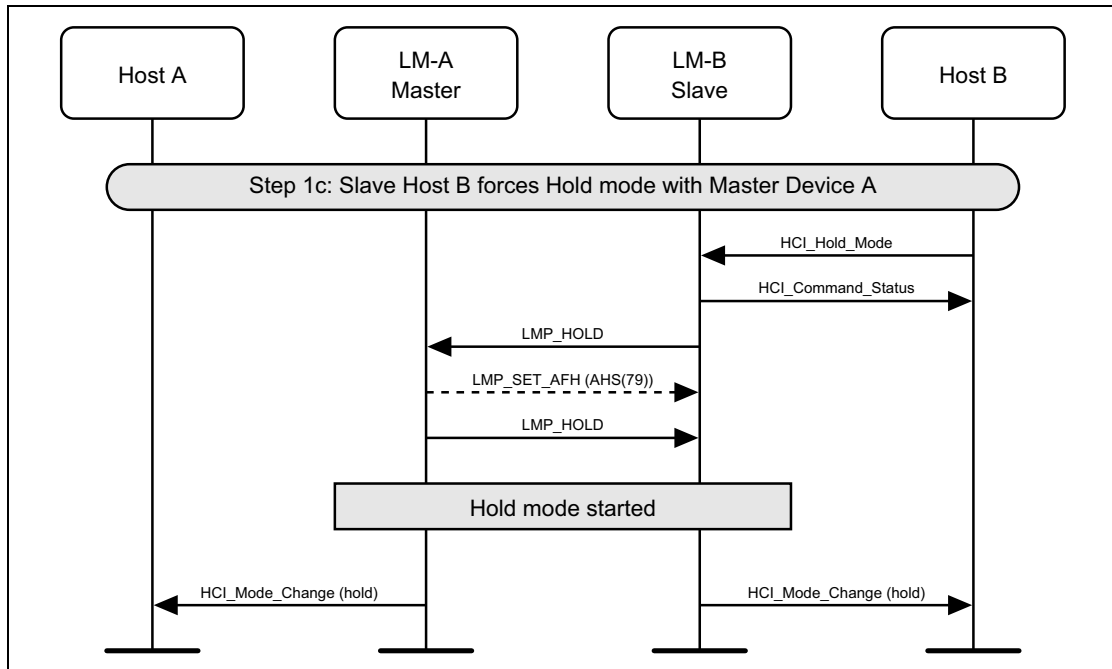 Host A
LM-A
Master
LM-B
Slave
Host B
Step 1c: Slave Host B forces Hold mode with Master Device A
HCI_Hold_Mode
HCI_Command_Status
LMP_HOLD
LMP_SET_AFH (AHS(79))
LMP_HOLD
Hold mode started
HCI_Mode_Change (hold)
HCI_Mode_Change (hold)